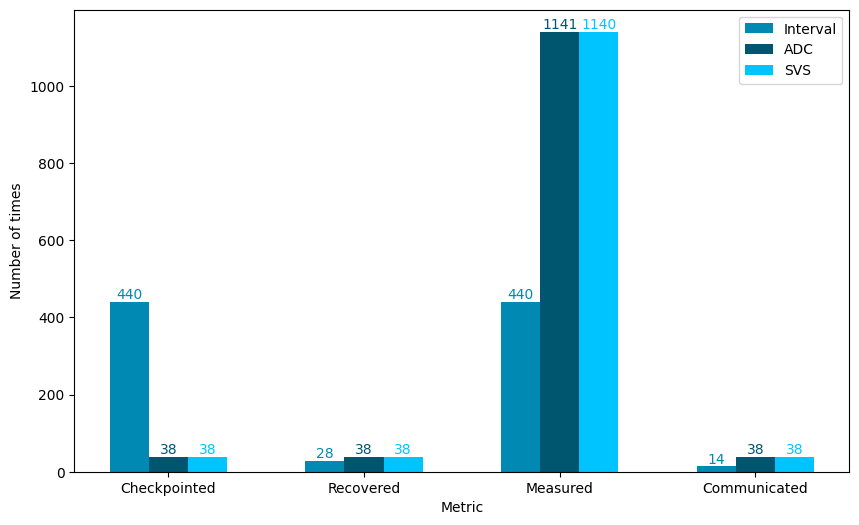 1141 1140
Interval
ADC
SVS
1000
800
600
400
200
0
Number of times
440
38 38
28 38 38
440
14 38 38
Checkpointed Recovered Measured Communicated
Metric